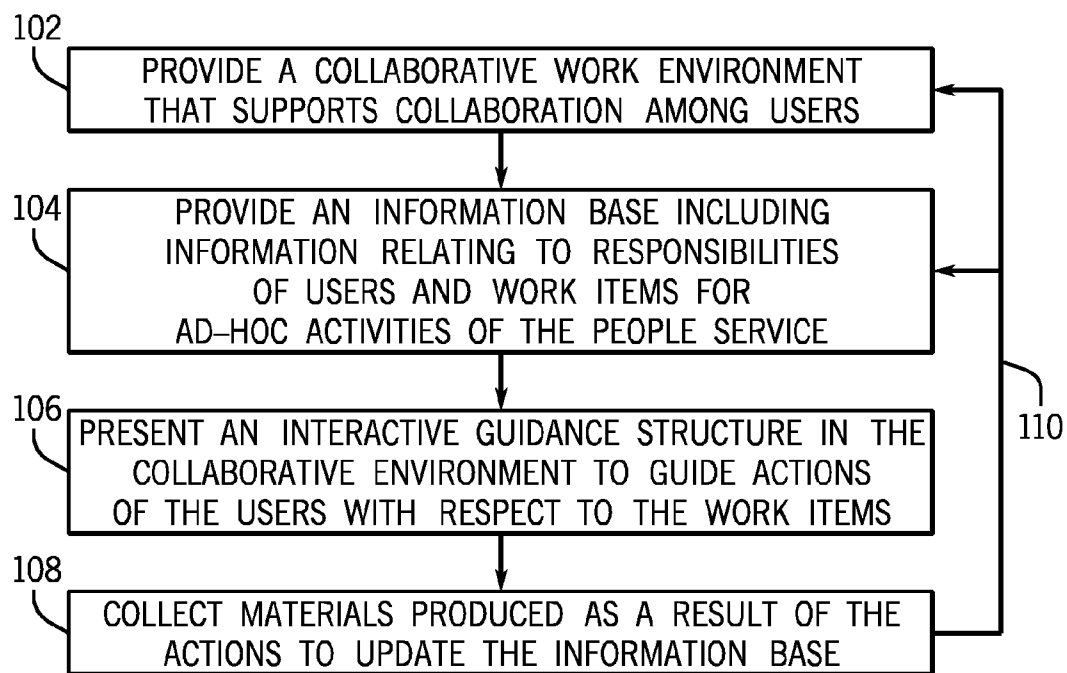 102
PROVIDE A COLLABORATIVE WORK ENVIRONMENT
THAT SUPPORTS COLLABORATION AMONG USERS
104
PROVIDE AN INFORMATION BASE INCLUDING
INFORMATION RELATING TO RESPONSIBILITIES
OF USERS AND WORK ITEMS FOR
AD–HOC ACTIVITIES OF THE PEOPLE SERVICE
106
PRESENT AN INTERACTIVE GUIDANCE STRUCTURE IN THE
COLLABORATIVE ENVIRONMENT TO GUIDE ACTIONS
OF THE USERS WITH RESPECT TO THE WORK ITEMS
110
108
COLLECT MATERIALS PRODUCED AS A RESULT OF THE
ACTIONS TO UPDATE THE INFORMATION BASE